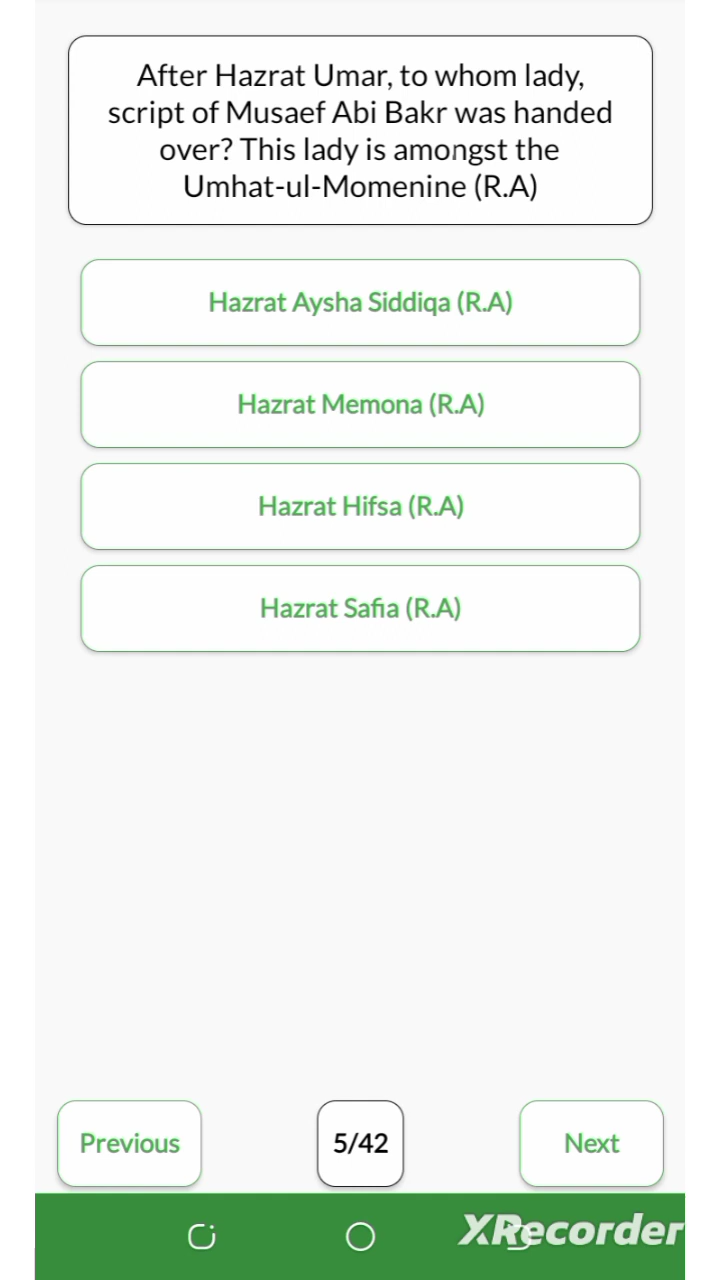 After Hazrat Umar, to whom lady,
script of Musaef Abi Bakr was handed
over? This lady is amongst the
Umhat-ul-Momenine (R.A)
Hazrat Aysha Siddiqa (R.A)
Hazrat Memona (R.A)
Hazrat Hifsa (R.A)
Hazrat Safia (R.A)
Previous
5/42
Next
XRecorder